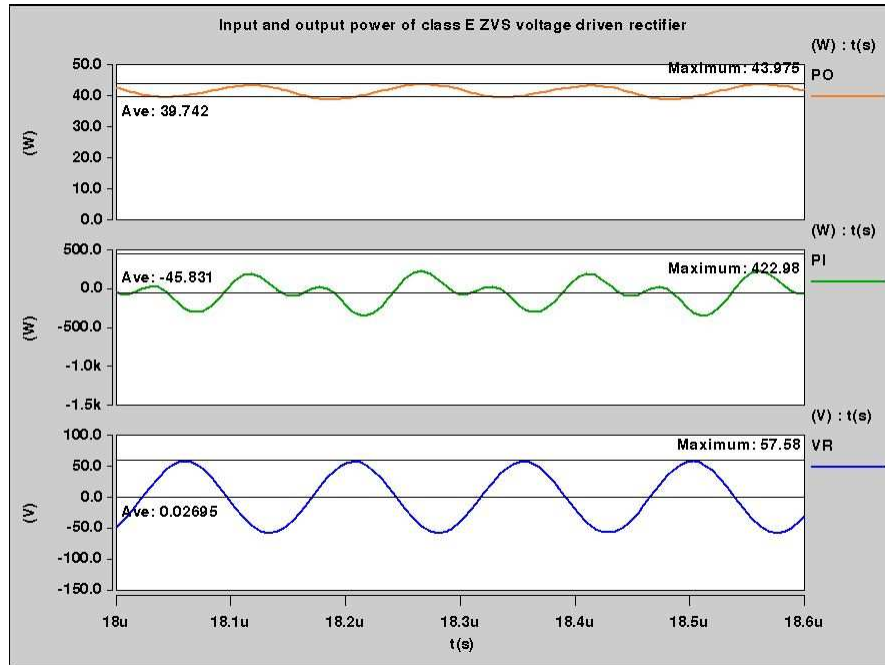 Input and output power of class E ZVS voltage driven rectifier
(W) : t(s)
PO
50.0
40.0
30.0
20.0
10.0
0.0
(W)
Maximum: 43.975
Ave: 39.742
(W) : t(s)
PI
500.0
0.0
-500.0
-1.0k
-1.5k
(W)
Ave: -45.831
Maximum: 422.98
(V) : t(s)
VR
100.0
50.0
0.0
-50.0
-100.0
-150.0
(V)
Maximum: 57.58
Ave: 0.02695
18u 18.1u 18.2u 18.3u 18.4u 18.5u 18.6u
t(s)